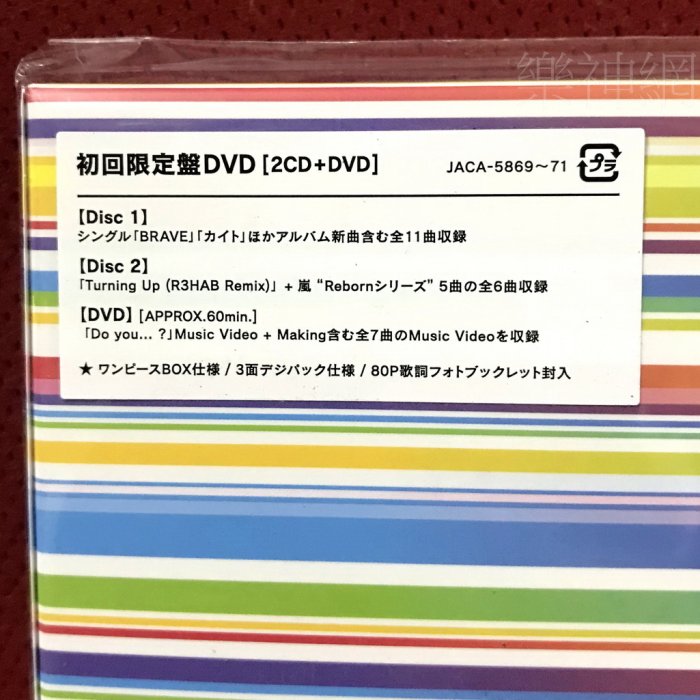 樂神網
初回限定盤DVD [2CD+DVD]
JACA-5869〜71
プラ
【Disc 1】
シングル「BRAVE」「カイト」ほかアルバム新曲含む全11曲収録
【Disc 2】
「Turning Up (R3HAB Remix)」 + 嵐 “Rebornシリーズ” 5曲の全6曲収録
【DVD】 [APPROX.60min.]
「Do you... ?」Music Video + Making含む全7曲のMusic Videoを収録
★ ワンピースBOX仕様 / 3面デジパック仕様 / 80P歌詞フォトブックレット封入